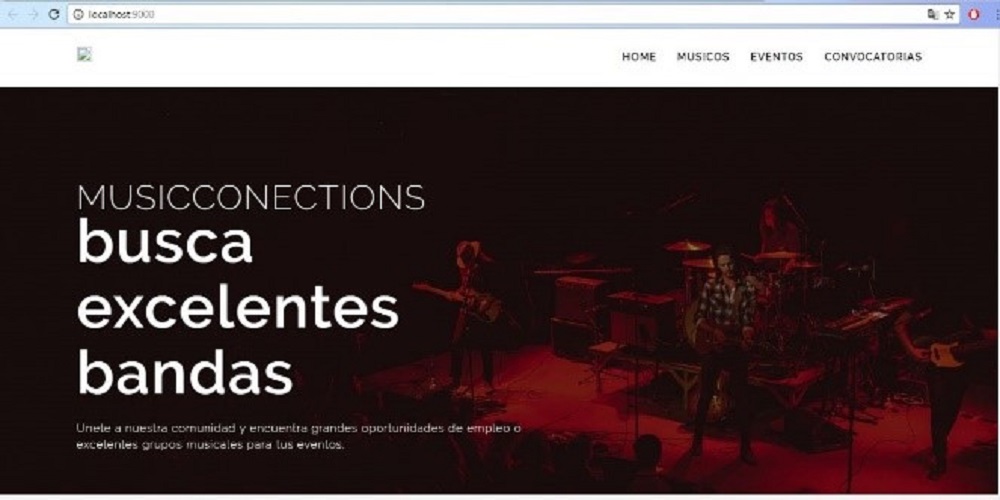 localhost:9000
HOME MUSICOS EVENTOS CONVOCATORIAS
MUSICCONECTIONS
busca
excelentes
bandas
Unete a nuestra comunidad y encuentra grandes oportunidades de empleo o
excelentes grupos musicales para tus eventos.